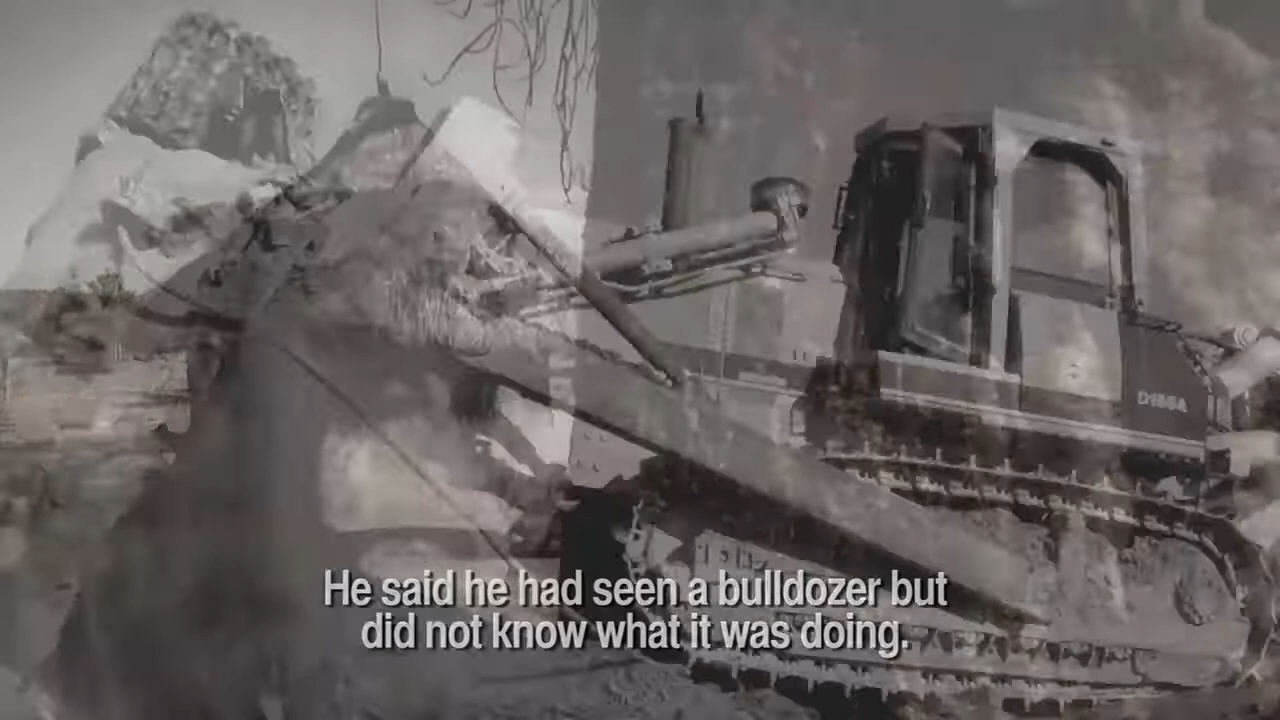 He said he had seen a bulldozer but
did not know what it was doing.